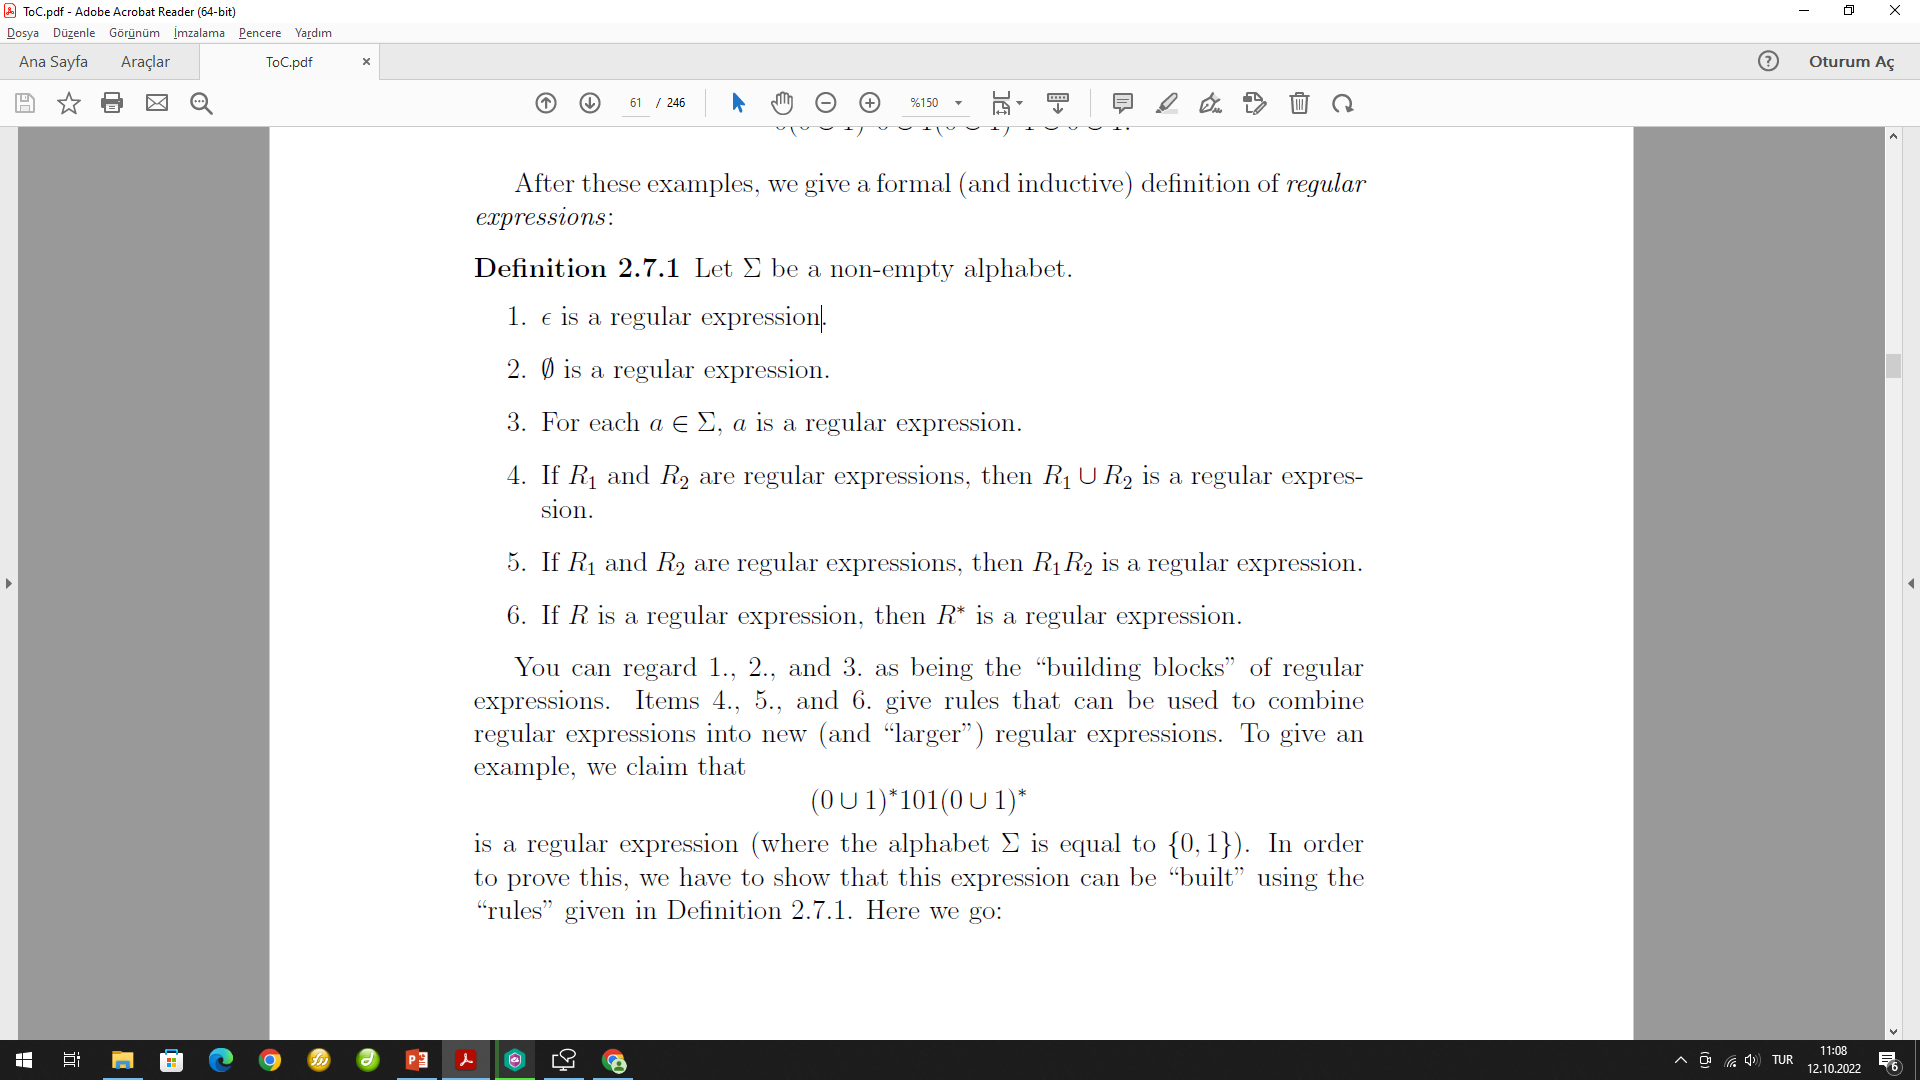 ToC.pdf - Adobe Acrobat Reader (64-bit)
Dosya Düzenle Görünüm İmzalama Pencere Yardım
Ana Sayfa Araçlar ToC.pdf × ? Oturum Aç
61 / 246 %150
After these examples, we give a formal (and inductive) definition of regular
expressions:
Definition 2.7.1 Let Σ be a non-empty alphabet.
1. ϵ is a regular expression.
2. ∅ is a regular expression.
3. For each a ∈ Σ, a is a regular expression.
4. If R₁ and R₂ are regular expressions, then R₁ ∪ R₂ is a regular expres-
sion.
5. If R₁ and R₂ are regular expressions, then R₁R₂ is a regular expression.
6. If R is a regular expression, then R* is a regular expression.
You can regard 1., 2., and 3. as being the “building blocks” of regular
expressions. Items 4., 5., and 6. give rules that can be used to combine
regular expressions into new (and “larger”) regular expressions. To give an
example, we claim that
(0 ∪ 1)*101(0 ∪ 1)*
is a regular expression (where the alphabet Σ is equal to {0, 1}). In order
to prove this, we have to show that this expression can be “built” using the
“rules” given in Definition 2.7.1. Here we go:
TUR 11:08
12.10.2022 6